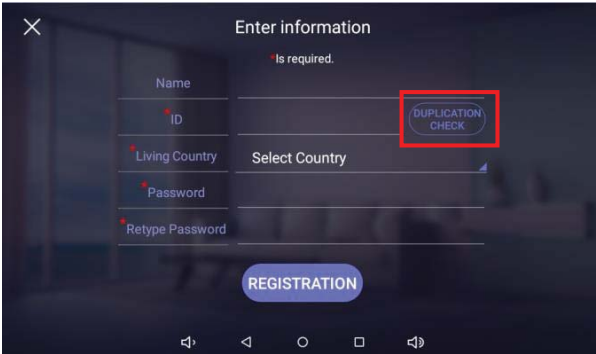 Enter information
*Is required.
Name
*ID
DUPLICATION
CHECK
*Living Country
Select Country
*Password
*Retype Password
REGISTRATION